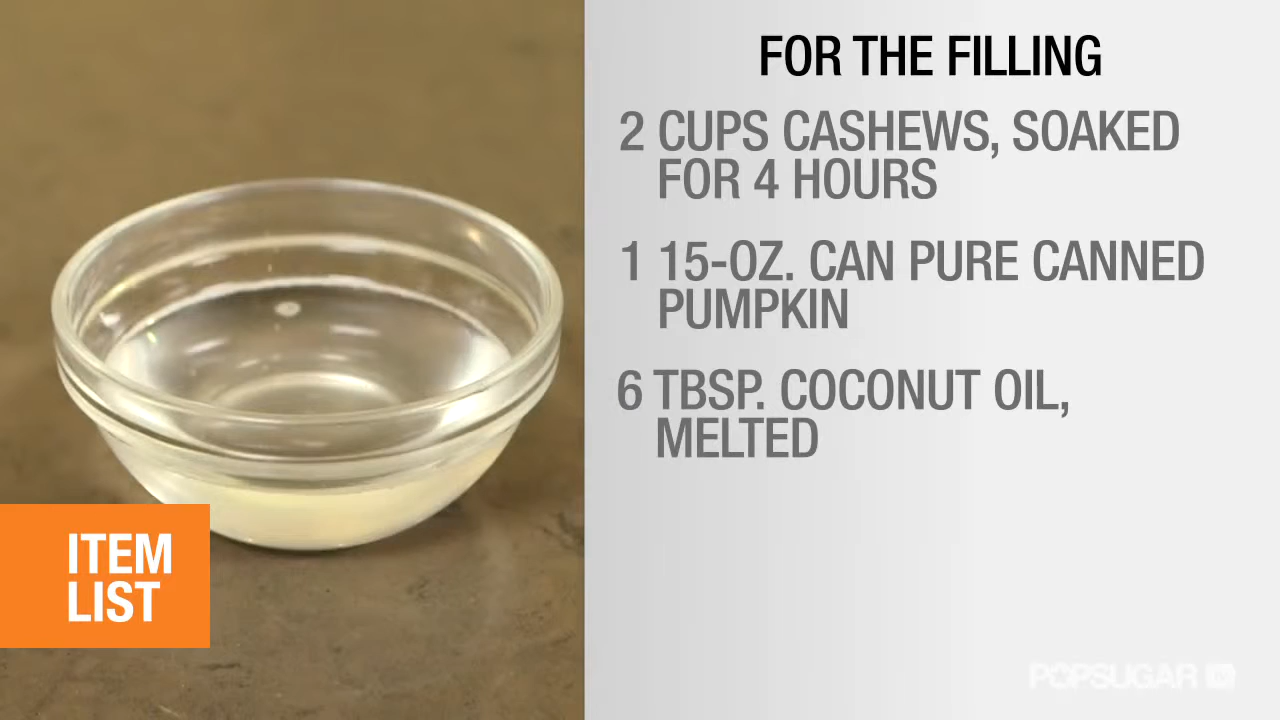 FOR THE FILLING
2 CUPS CASHEWS, SOAKED
FOR 4 HOURS
1 15-OZ. CAN PURE CANNED
PUMPKIN
6 TBSP. COCONUT OIL,
MELTED
ITEM
LIST
POPSUGAR TV